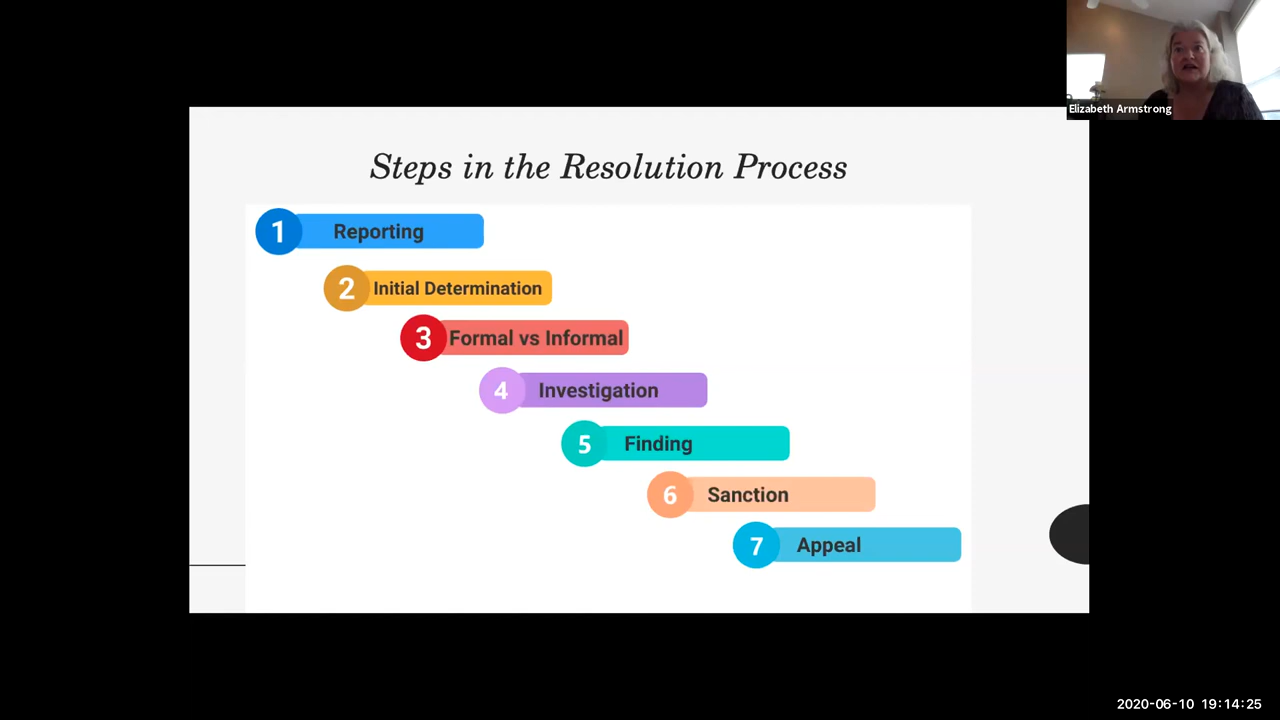 Elizabeth Armstrong
Steps in the Resolution Process
1 Reporting
2 Initial Determination
3 Formal vs Informal
4 Investigation
5 Finding
6 Sanction
7 Appeal
2020-06-10 19:14:25